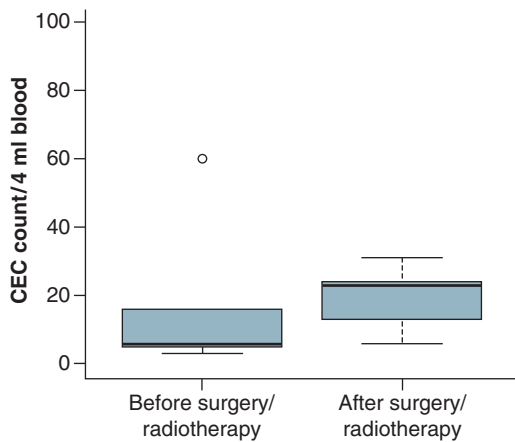 CEC count/4 ml blood
100
80
60
40
20
0
Before surgery/
radiotherapy
After surgery/
radiotherapy